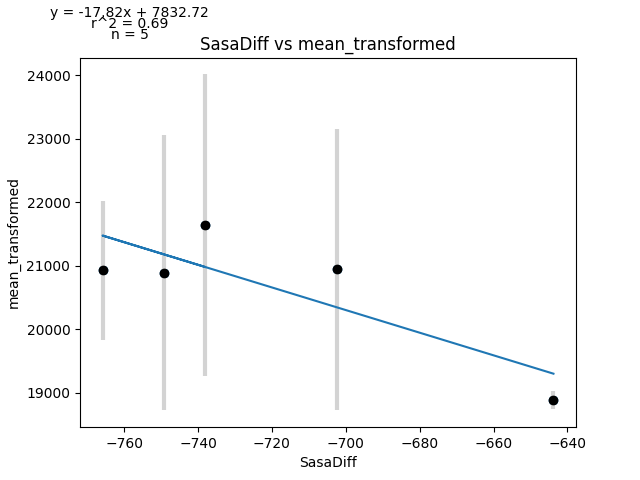 y = -17.82x + 7832.72
r^2 = 0.69
n = 5
SasaDiff vs mean_transformed
24000
23000
22000
21000
20000
19000
mean_transformed
−760
−740
−720
−700
−680
−660
−640
SasaDiff